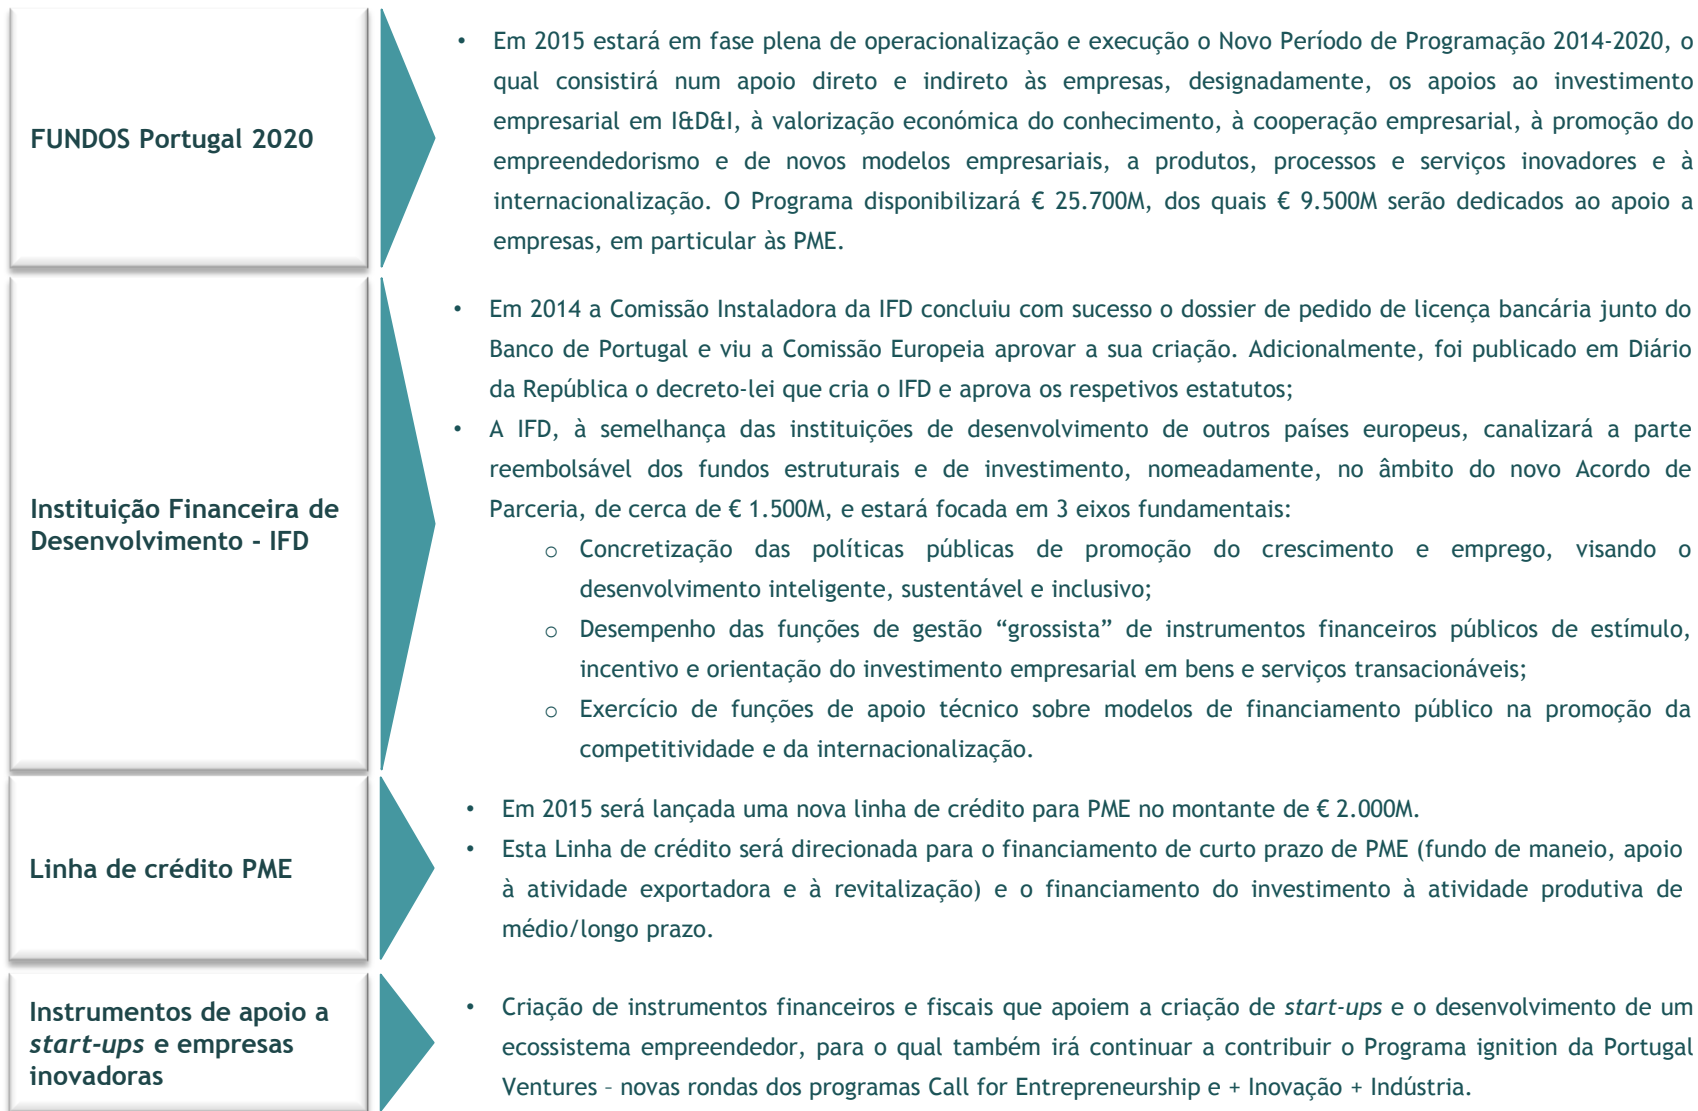 FUNDOS Portugal 2020
• Em 2015 estará em fase plena de operacionalização e execução o Novo Período de Programação 2014-2020, o
qual consistirá num apoio direto e indireto às empresas, designadamente, os apoios ao investimento
empresarial em I&D&I, à valorização económica do conhecimento, à cooperação empresarial, à promoção do
empreendedorismo e de novos modelos empresariais, a produtos, processos e serviços inovadores e à
internacionalização. O Programa disponibilizará € 25.700M, dos quais € 9.500M serão dedicados ao apoio a
empresas, em particular às PME.
Instituição Financeira de
Desenvolvimento - IFD
• Em 2014 a Comissão Instaladora da IFD concluiu com sucesso o dossier de pedido de licença bancária junto do
Banco de Portugal e viu a Comissão Europeia aprovar a sua criação. Adicionalmente, foi publicado em Diário
da República o decreto-lei que cria o IFD e aprova os respetivos estatutos;
• A IFD, à semelhança das instituições de desenvolvimento de outros países europeus, canalizará a parte
reembolsável dos fundos estruturais e de investimento, nomeadamente, no âmbito do novo Acordo de
Parceria, de cerca de € 1.500M, e estará focada em 3 eixos fundamentais:
o Concretização das políticas públicas de promoção do crescimento e emprego, visando o
desenvolvimento inteligente, sustentável e inclusivo;
o Desempenho das funções de gestão “grossista” de instrumentos financeiros públicos de estímulo,
incentivo e orientação do investimento empresarial em bens e serviços transacionáveis;
o Exercício de funções de apoio técnico sobre modelos de financiamento público na promoção da
competitividade e da internacionalização.
Linha de crédito PME
• Em 2015 será lançada uma nova linha de crédito para PME no montante de € 2.000M.
• Esta Linha de crédito será direcionada para o financiamento de curto prazo de PME (fundo de maneio, apoio
à atividade exportadora e à revitalização) e o financiamento do investimento à atividade produtiva de
médio/longo prazo.
Instrumentos de apoio a
start-ups e empresas
inovadoras
• Criação de instrumentos financeiros e fiscais que apoiem a criação de start-ups e o desenvolvimento de um
ecossistema empreendedor, para o qual também irá continuar a contribuir o Programa ignition da Portugal
Ventures – novas rondas dos programas Call for Entrepreneurship e + Inovação + Indústria.